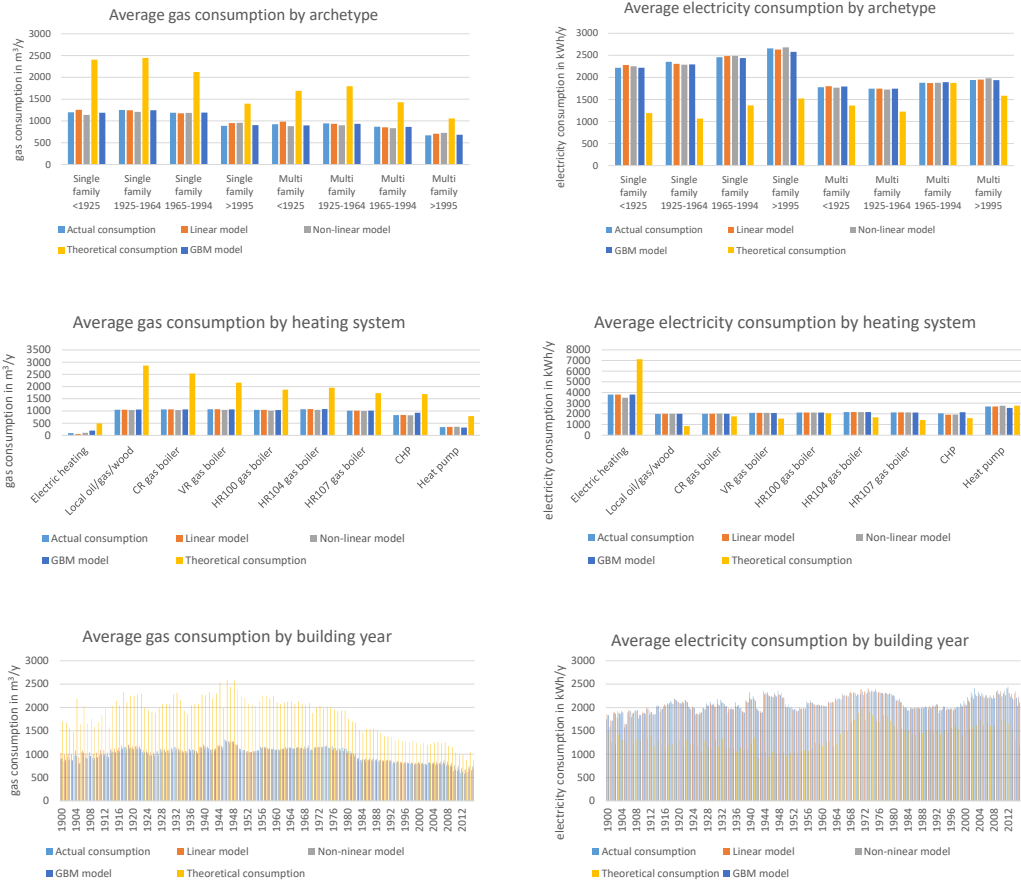 Average gas consumption by archetype
gas consumption in m³/y
3000
2500
2000
1500
1000
500
0
Single family <1925
Single family 1925-1964
Single family 1965-1994
Single family >1995
Multi family <1925
Multi family 1925-1964
Multi family 1965-1994
Multi family >1995
Actual consumption
Linear model
Non-linear model
Theoretical consumption
GBM model
Average electricity consumption by archetype
electricity consumption in kWh/y
3000
2500
2000
1500
1000
500
0
Single family <1925
Single family 1925-1964
Single family 1965-1994
Single family >1995
Multi family <1925
Multi family 1925-1964
Multi family 1965-1994
Multi family >1995
Actual consumption
Linear model
Non-linear model
GBM model
Theoretical consumption
Average gas consumption by heating system
gas consumption in m³/y
3500
3000
2500
2000
1500
1000
500
0
Electric heating
Local oil/gas/wood
CR gas boiler
VR gas boiler
HR100 gas boiler
HR104 gas boiler
HR107 gas boiler
CHP
Heat pump
Actual consumption
Linear model
Non-linear model
GBM model
Theoretical consumption
Average electricity consumption by heating system
electricity consumption in kWh/y
8000
7000
6000
5000
4000
3000
2000
1000
0
Electric heating
Local oil/gas/wood
CR gas boiler
VR gas boiler
HR100 gas boiler
HR104 gas boiler
HR107 gas boiler
CHP
Heat pump
Actual consumption
Linear model
Non-linear model
GBM model
Theoretical consumption
Average gas consumption by building year
gas consumption in m³/y
3000
2500
2000
1500
1000
500
0
1900 1904 1908 1912 1916 1920 1924 1928 1932 1936 1940 1944 1948 1952 1956 1960 1964 1968 1972 1976 1980 1984 1988 1992 1996 2000 2004 2008 2012
Actual consumption
Linear model
Non-ninear model
GBM model
Theoretical consumption
Average electricity consumption by building year
electricity consumption in kWh/y
3000
2500
2000
1500
1000
500
0
1900 1904 1908 1912 1916 1920 1924 1928 1932 1936 1940 1944 1948 1952 1956 1960 1964 1968 1972 1976 1980 1984 1988 1992 1996 2000 2004 2008 2012
Actual consumption
Linear model
Non-ninear model
Theoretical consumption
GBM model